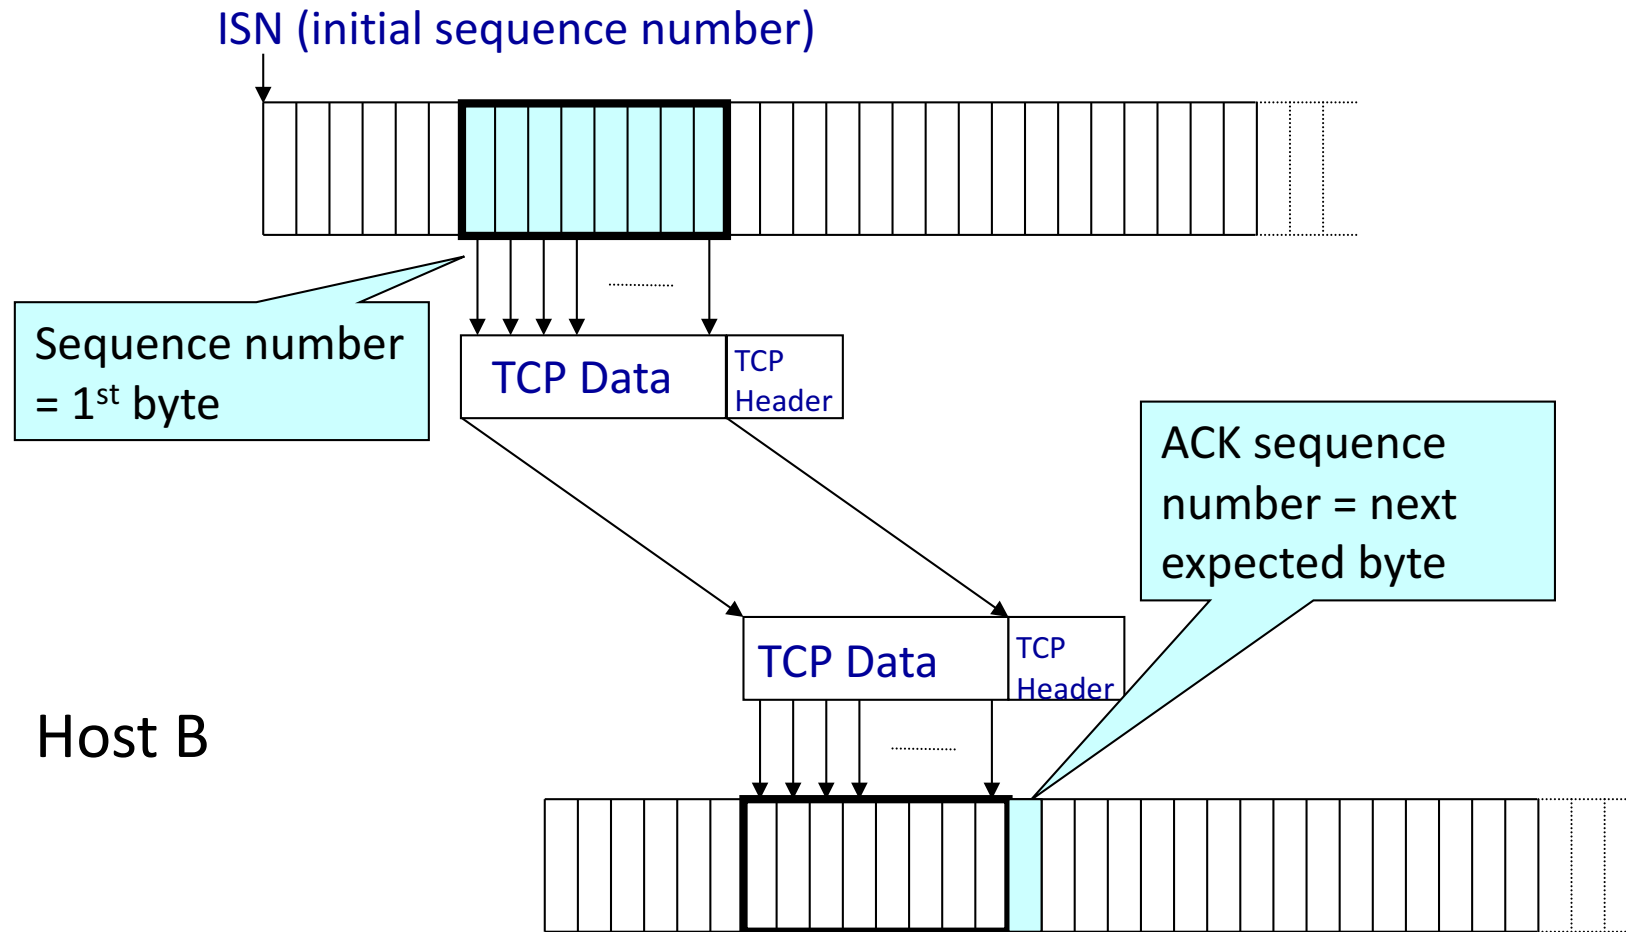 ISN (initial sequence number)
Sequence number
= 1st byte
TCP Data
TCP
Header
ACK sequence
number = next
expected byte
TCP Data
TCP
Header
Host B